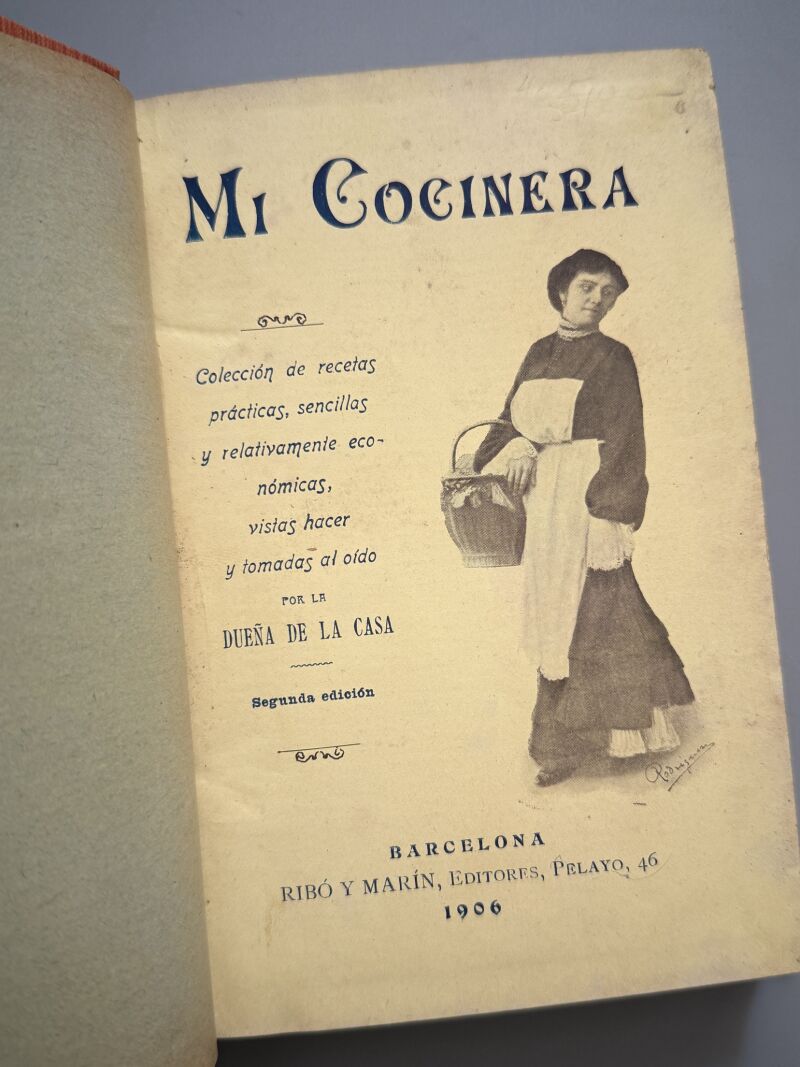 MI COCINERA
Colección de recetas
prácticas, sencillas
y relativamente eco-
nómicas,
vistas hacer
y tomadas al oído
POR LA
DUEÑA DE LA CASA
Segunda edición
BARCELONA
RIBÓ Y MARÍN, EDITORES, PELAYO, 46
1906